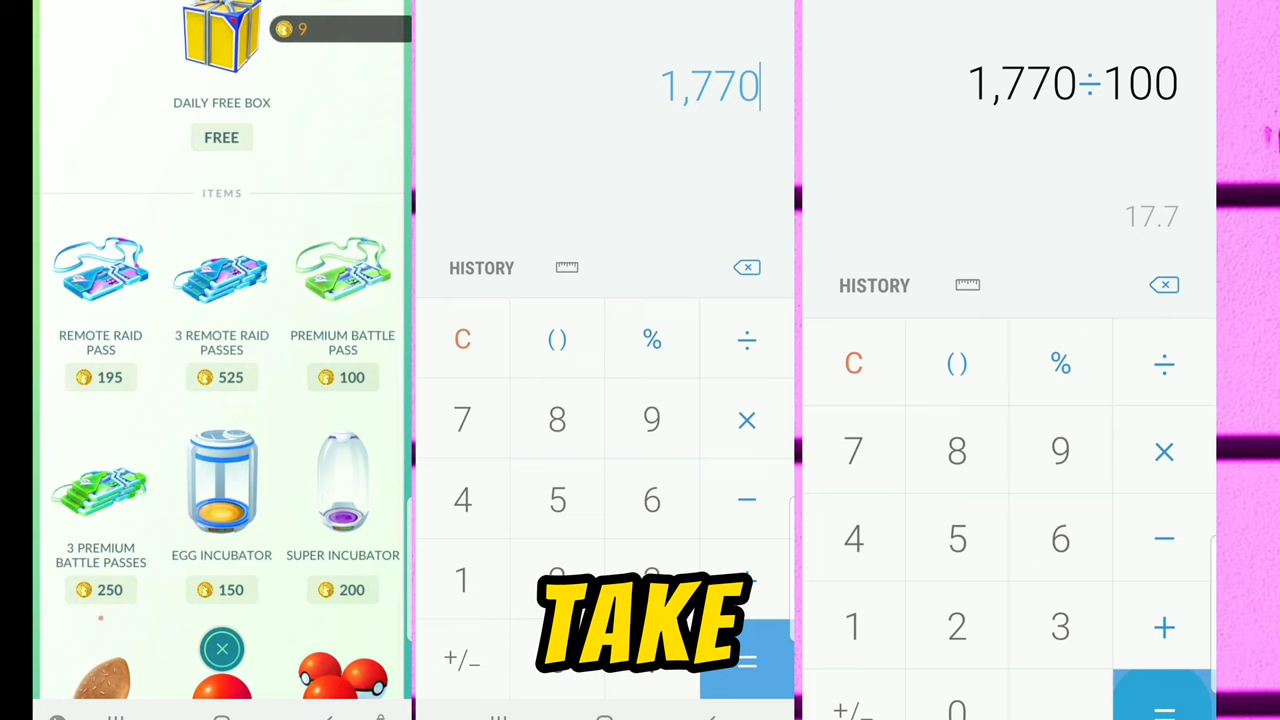 9
DAILY FREE BOX
FREE
ITEMS
REMOTE RAID
PASS
195
3 REMOTE RAID
PASSES
525
PREMIUM BATTLE
PASS
100
3 PREMIUM
BATTLE PASSES
250
EGG INCUBATOR
150
SUPER INCUBATOR
200
1,770
HISTORY
C ( ) % ÷
7 8 9 ×
4 5 6 −
1
+/− =
TAKE
1,770÷100
17.7
HISTORY
C ( ) % ÷
7 8 9 ×
4 5 6 −
1 2 3 +
+/− 0 =